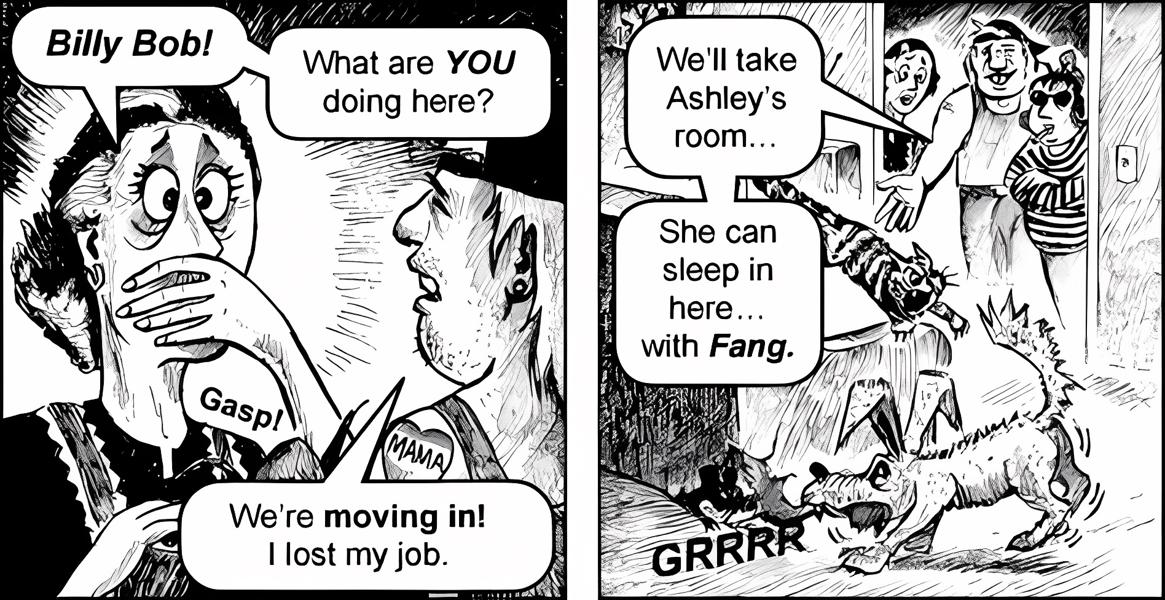 Billy Bob!
What are YOU
doing here?
Gasp!
MAMA
We're moving in!
I lost my job.
We'll take
Ashley's
room...
She can
sleep in
here...
with Fang.
GRRRR